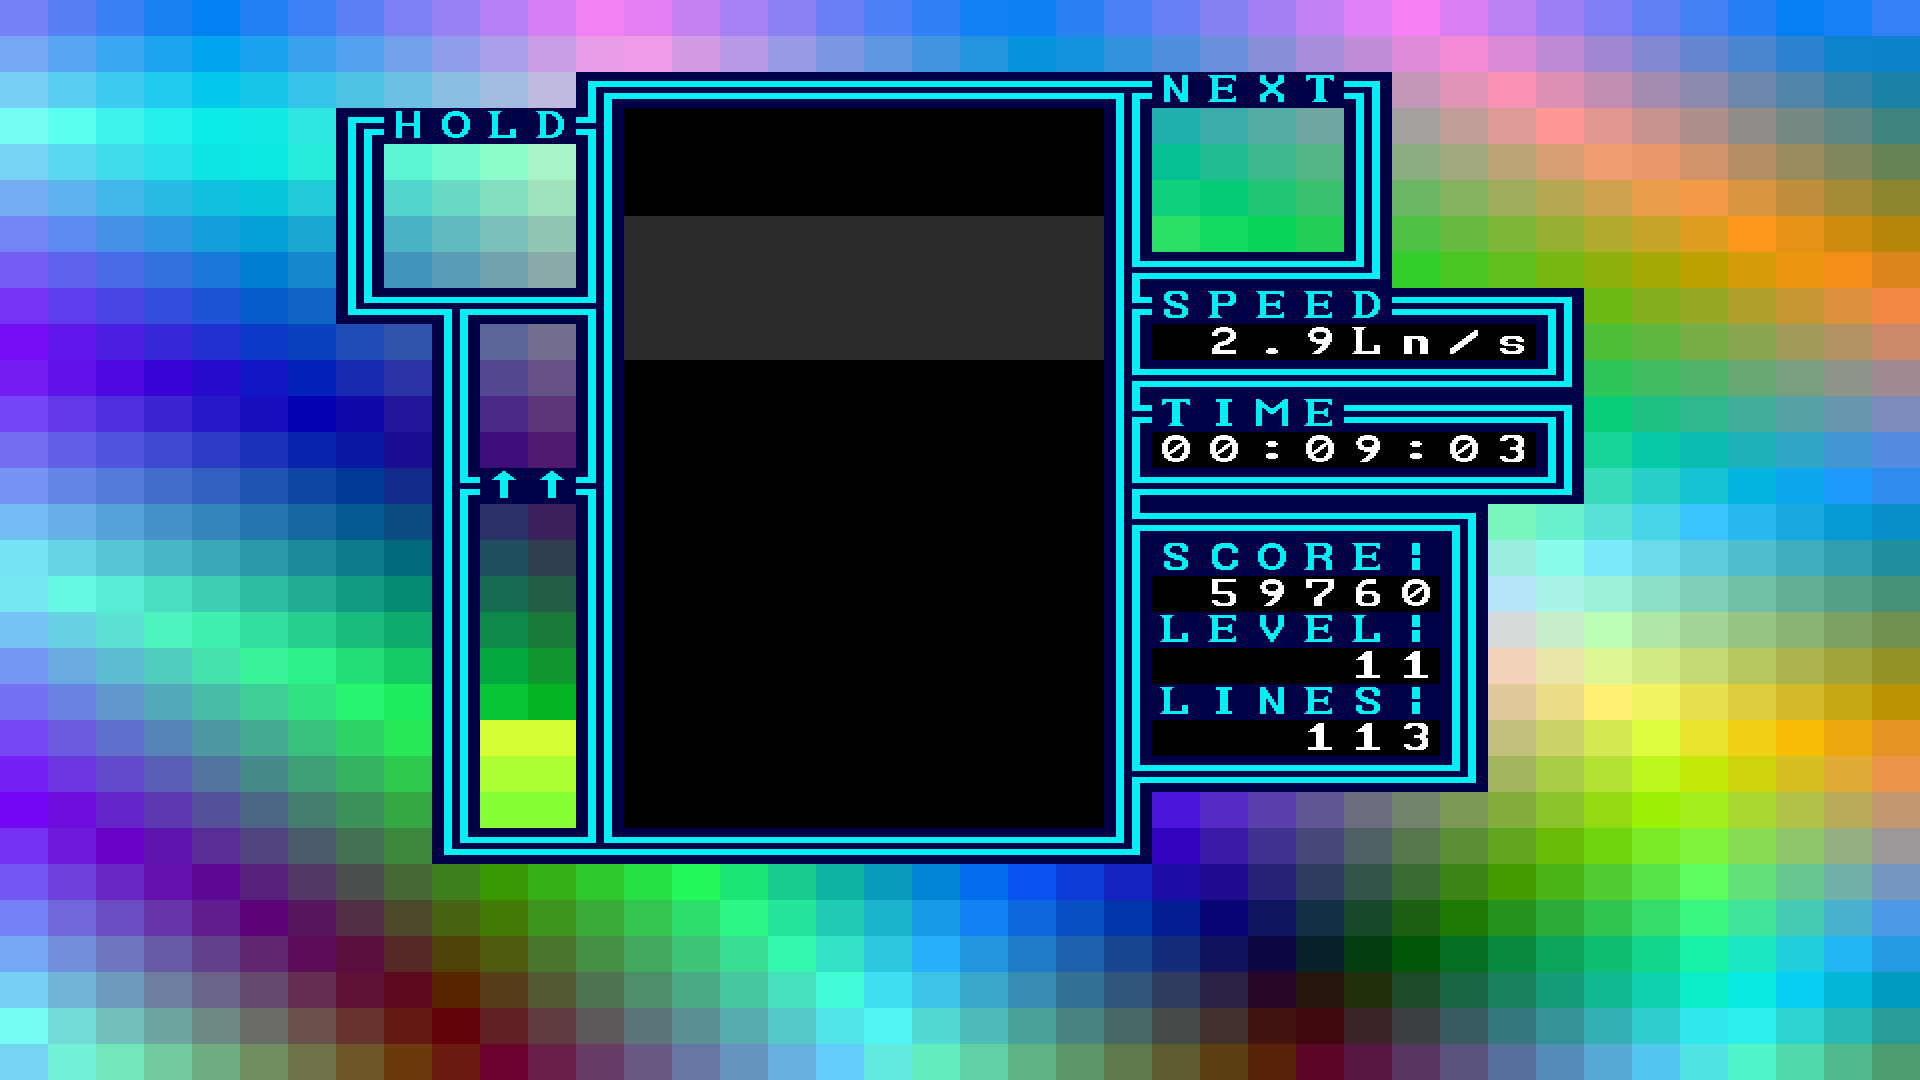 HOLD
NEXT
SPEED
2.9Ln/s
TIME
00:09:03
↑↑
SCORE:
59760
LEVEL:
11
LINES:
113